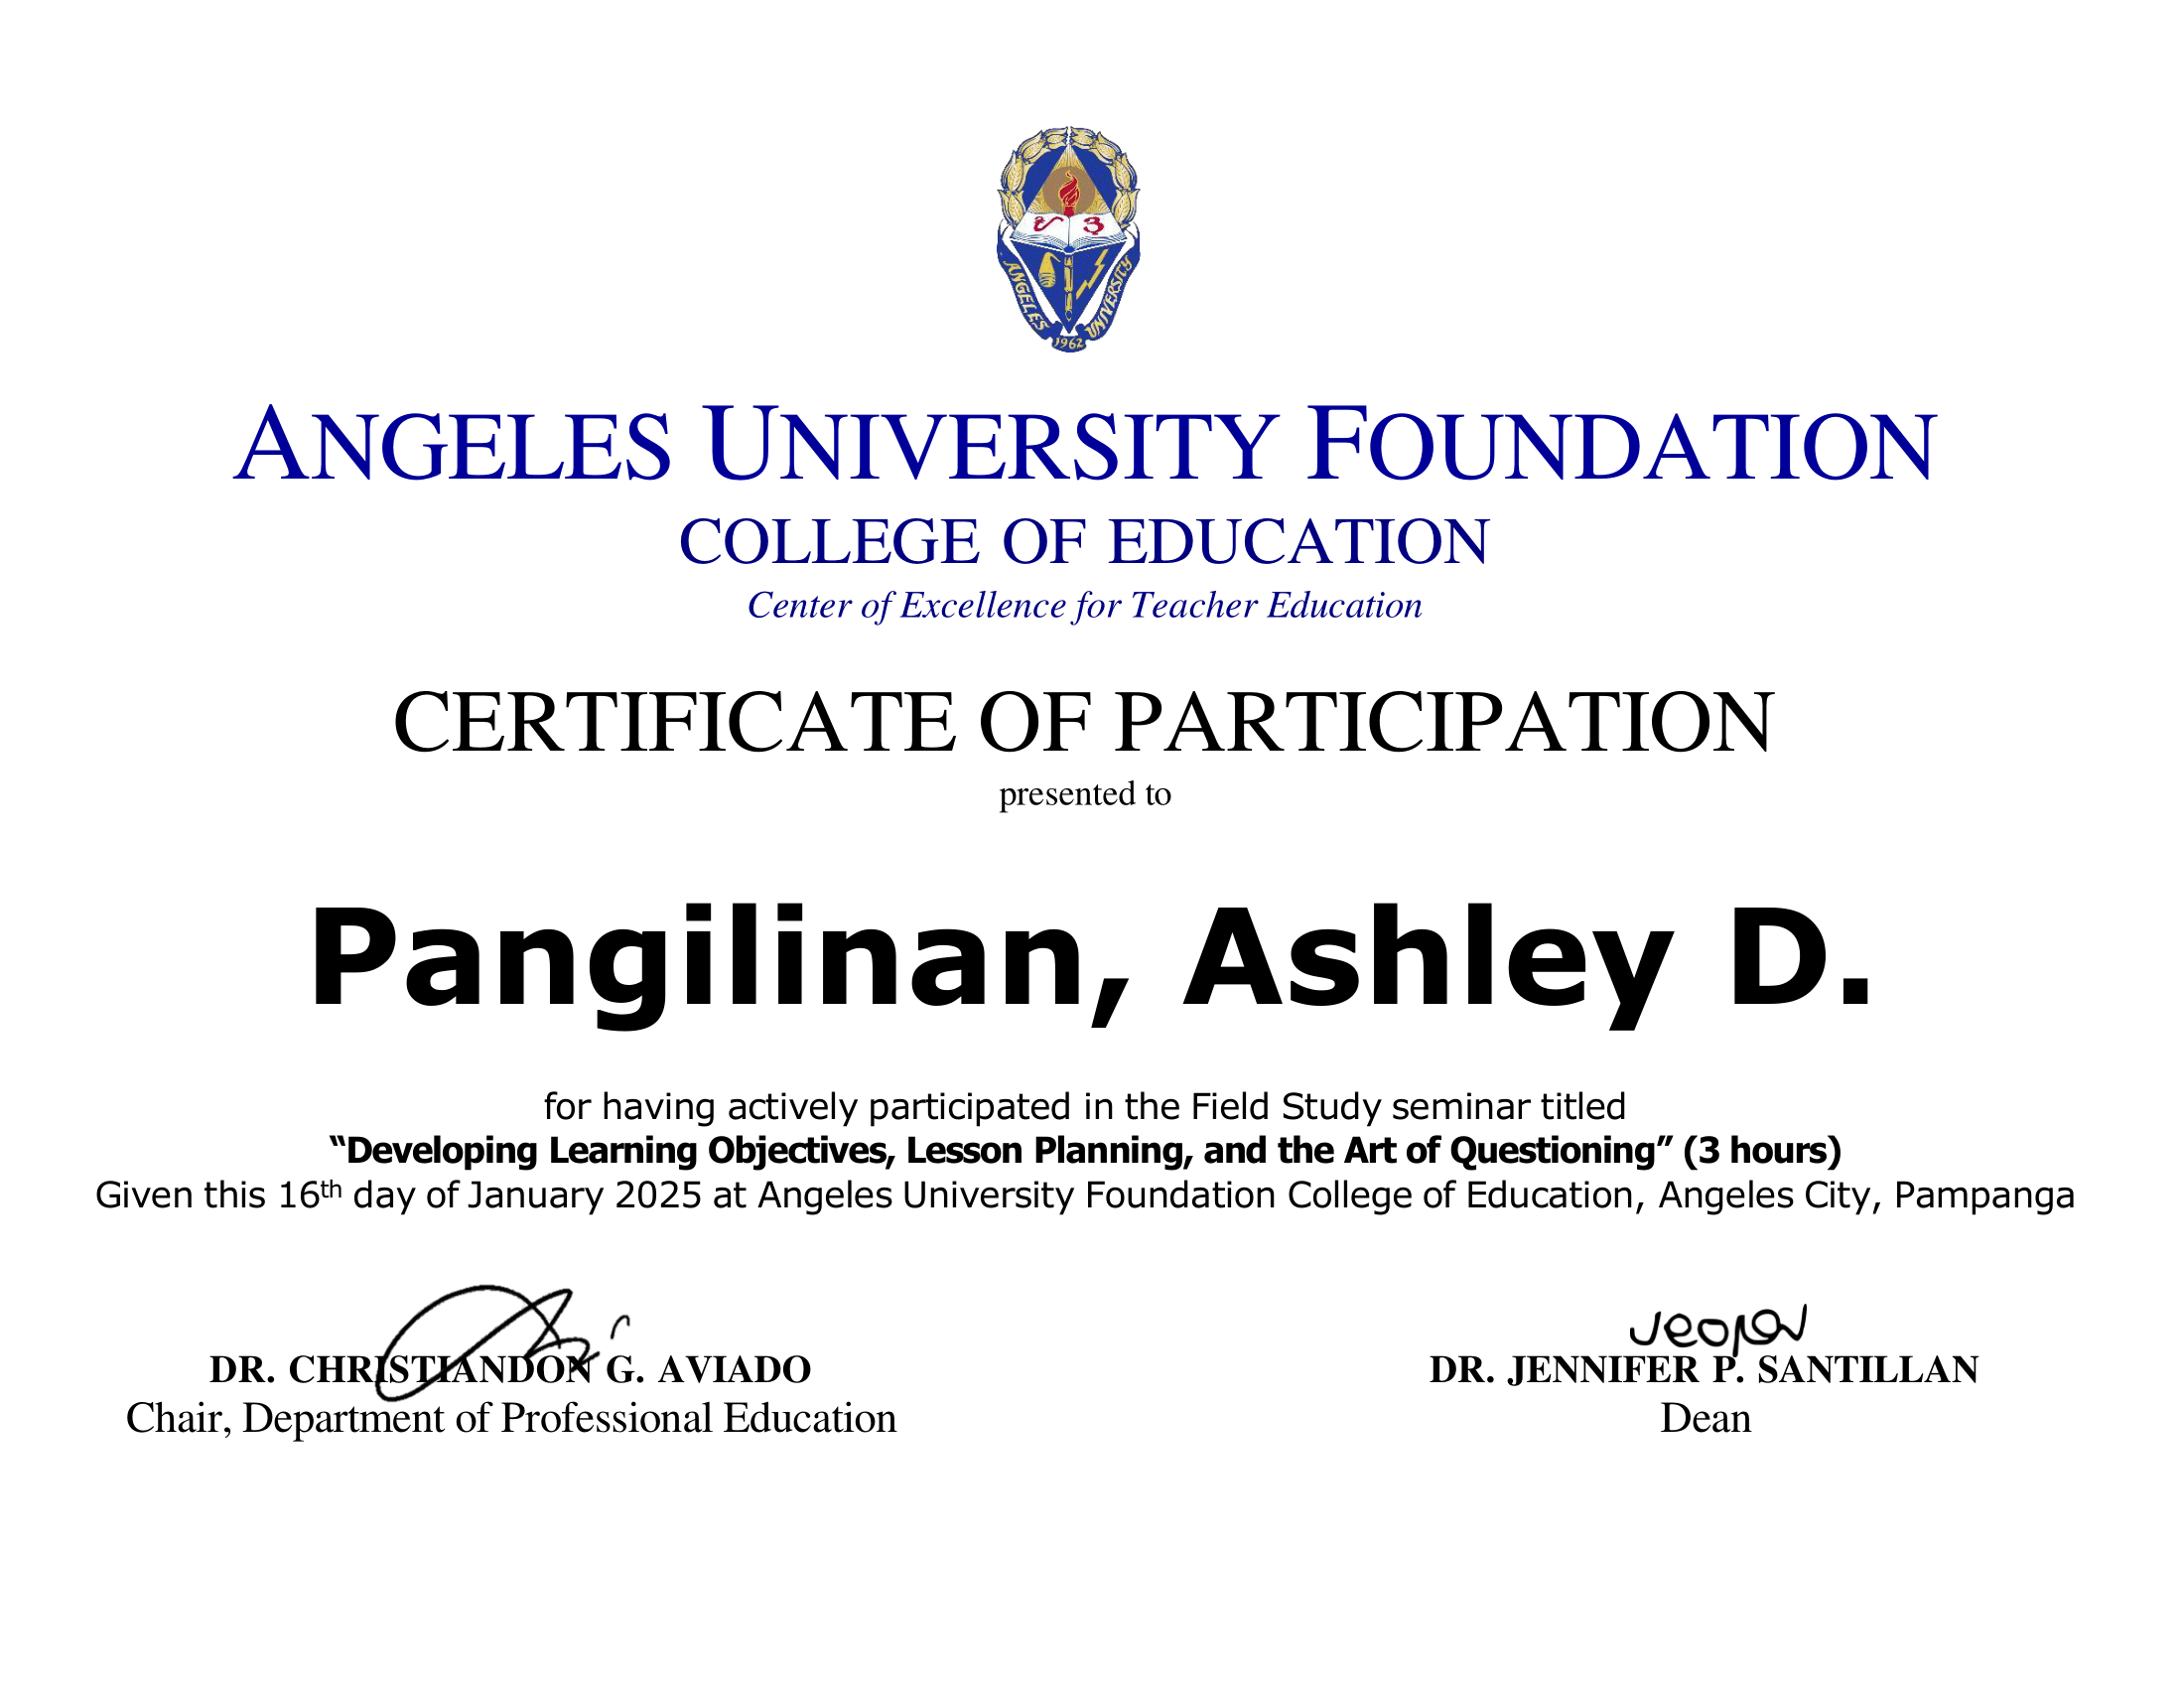 ANGELES UNIVERSITY
1962
ANGELES UNIVERSITY FOUNDATION
COLLEGE OF EDUCATION
Center of Excellence for Teacher Education
CERTIFICATE OF PARTICIPATION
presented to
Pangilinan, Ashley D.
for having actively participated in the Field Study seminar titled
“Developing Learning Objectives, Lesson Planning, and the Art of Questioning” (3 hours)
Given this 16th day of January 2025 at Angeles University Foundation College of Education, Angeles City, Pampanga
DR. CHRISTIANDON G. AVIADO
Chair, Department of Professional Education
DR. JENNIFER P. SANTILLAN
Dean